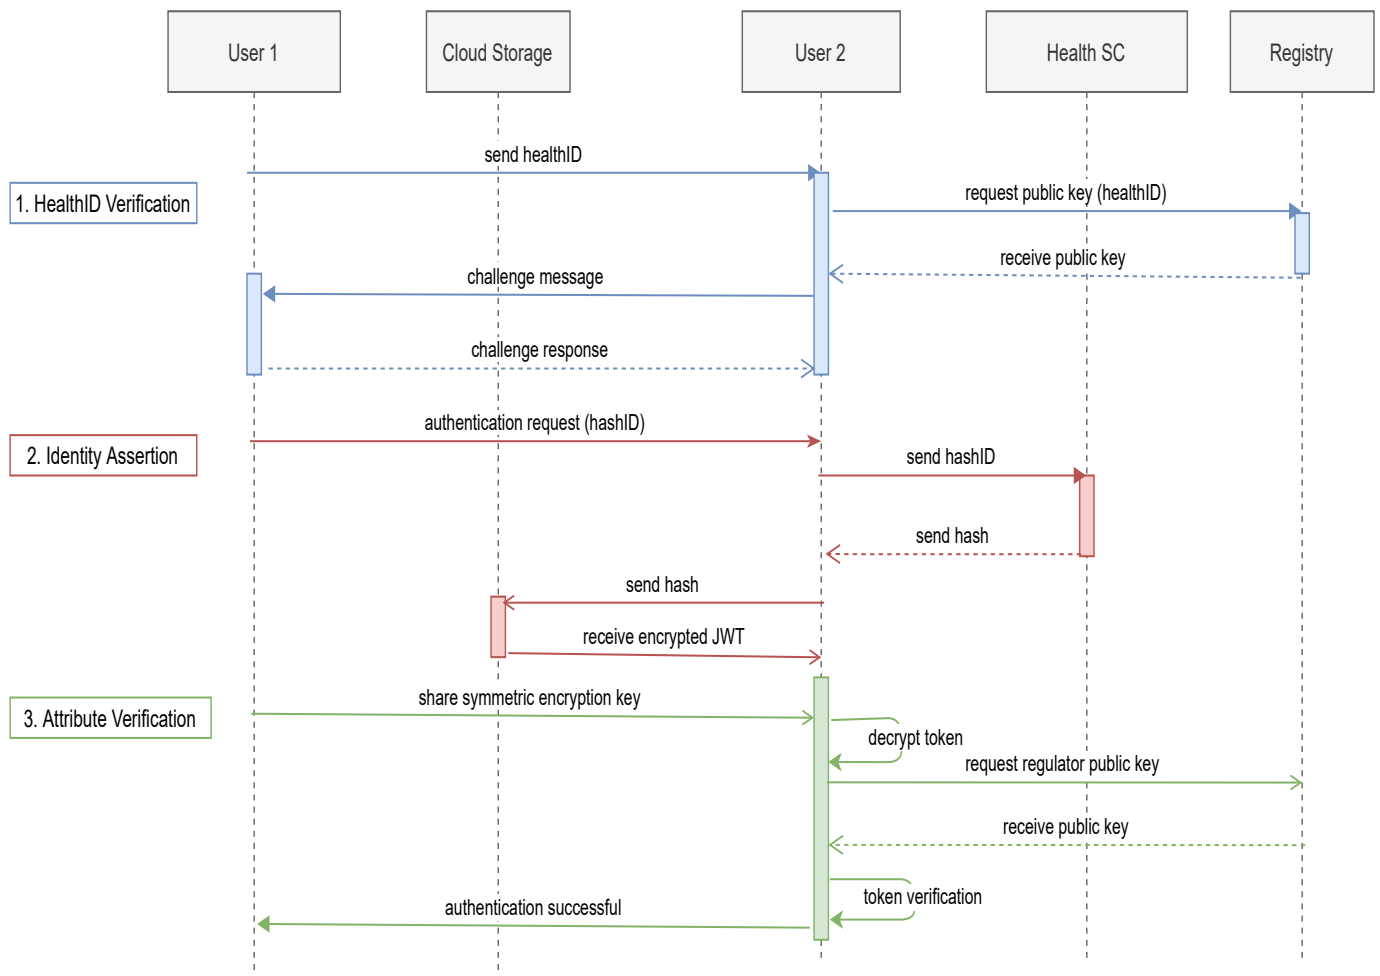 User 1
Cloud Storage
User 2
Health SC
Registry
send healthID
1. HealthID Verification
request public key (healthID)
receive public key
challenge message
challenge response
authentication request (hashID)
2. Identity Assertion
send hashID
send hash
send hash
receive encrypted JWT
share symmetric encryption key
3. Attribute Verification
decrypt token
request regulator public key
receive public key
token verification
authentication successful